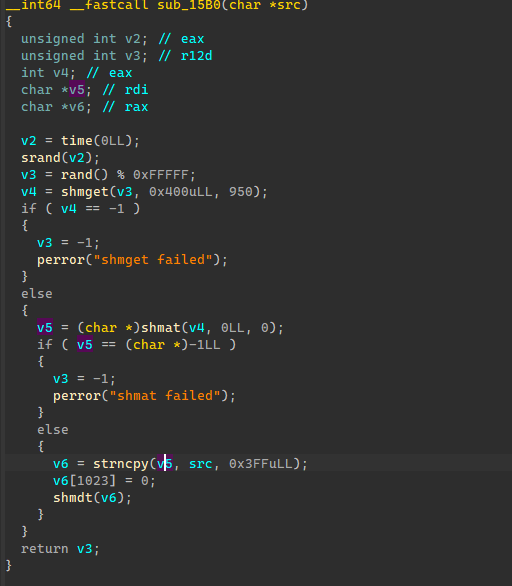 __int64 __fastcall sub_15B0(char *src)
{
  unsigned int v2; // eax
  unsigned int v3; // r12d
  int v4; // eax
  char *v5; // rdi
  char *v6; // rax

  v2 = time(0LL);
  srand(v2);
  v3 = rand() % 0xFFFFF;
  v4 = shmget(v3, 0x400uLL, 950);
  if ( v4 == -1 )
  {
    v3 = -1;
    perror("shmget failed");
  }
  else
  {
    v5 = (char *)shmat(v4, 0LL, 0);
    if ( v5 == (char *)-1LL )
    {
      v3 = -1;
      perror("shmat failed");
    }
    else
    {
      v6 = strncpy(v5, src, 0x3FFuLL);
      v6[1023] = 0;
      shmdt(v6);
    }
  }
  return v3;
}